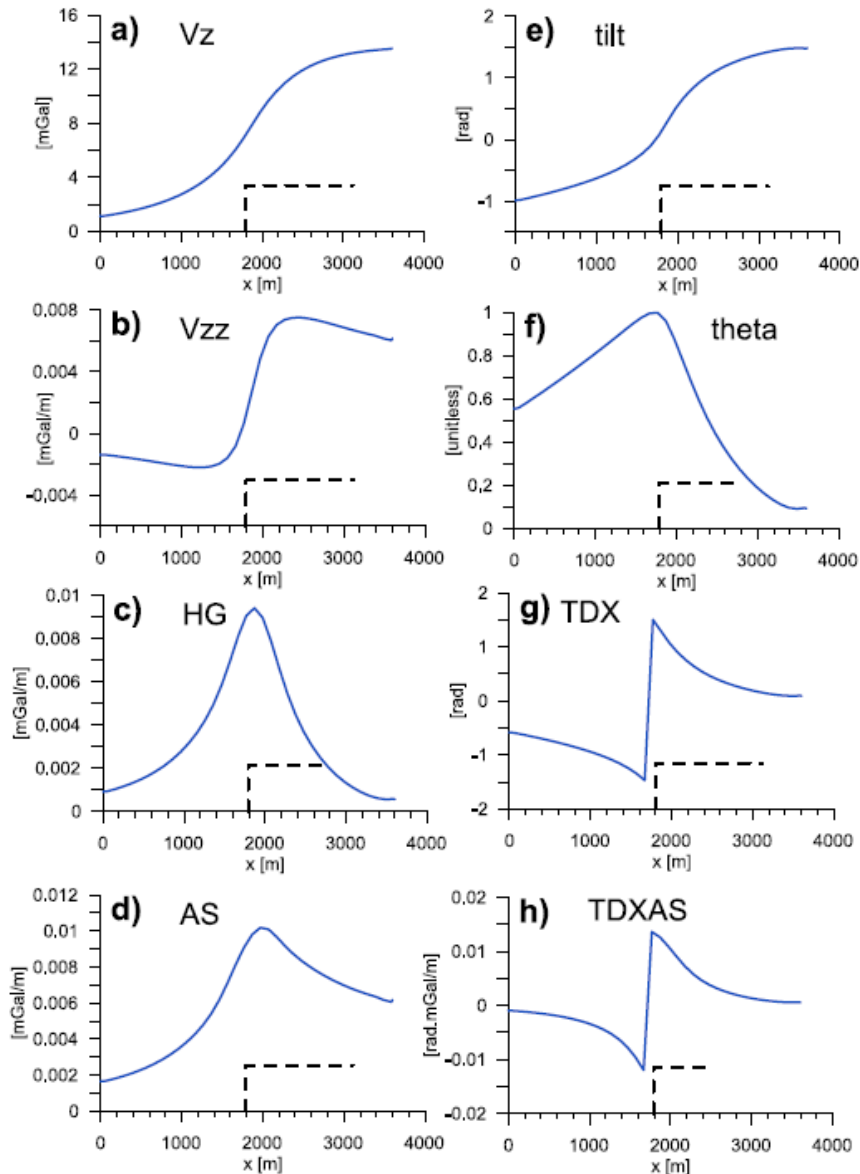 a) Vz
16
12
8
4
0
[mGal]
0 1000 2000 3000 4000
x [m]
b) Vzz
0.008
0.004
0
-0,004
[mGal/m]
0 1000 2000 3000 4000
x [m]
c) HG
0.01
0.008
0.006
0.004
0.002
0
[mGal/m]
0 1000 2000 3000 4000
x [m]
d) AS
0.012
0.01
0.008
0.006
0.004
0.002
0
[mGal/m]
0 1000 2000 3000 4000
x [m]
e) tilt
2
1
0
-1
[rad]
0 1000 2000 3000 4000
x [m]
f) theta
1
0.8
0.6
0.4
0,2
0
[unitless]
0 1000 2000 3000 4000
x [m]
g) TDX
2
1
0
-1
-2
[rad]
0 1000 2000 3000 4000
x [m]
h) TDXAS
0.02
0.01
0
-0.01
-0.02
[rad.mGal/m]
0 1000 2000 3000 4000
x [m]